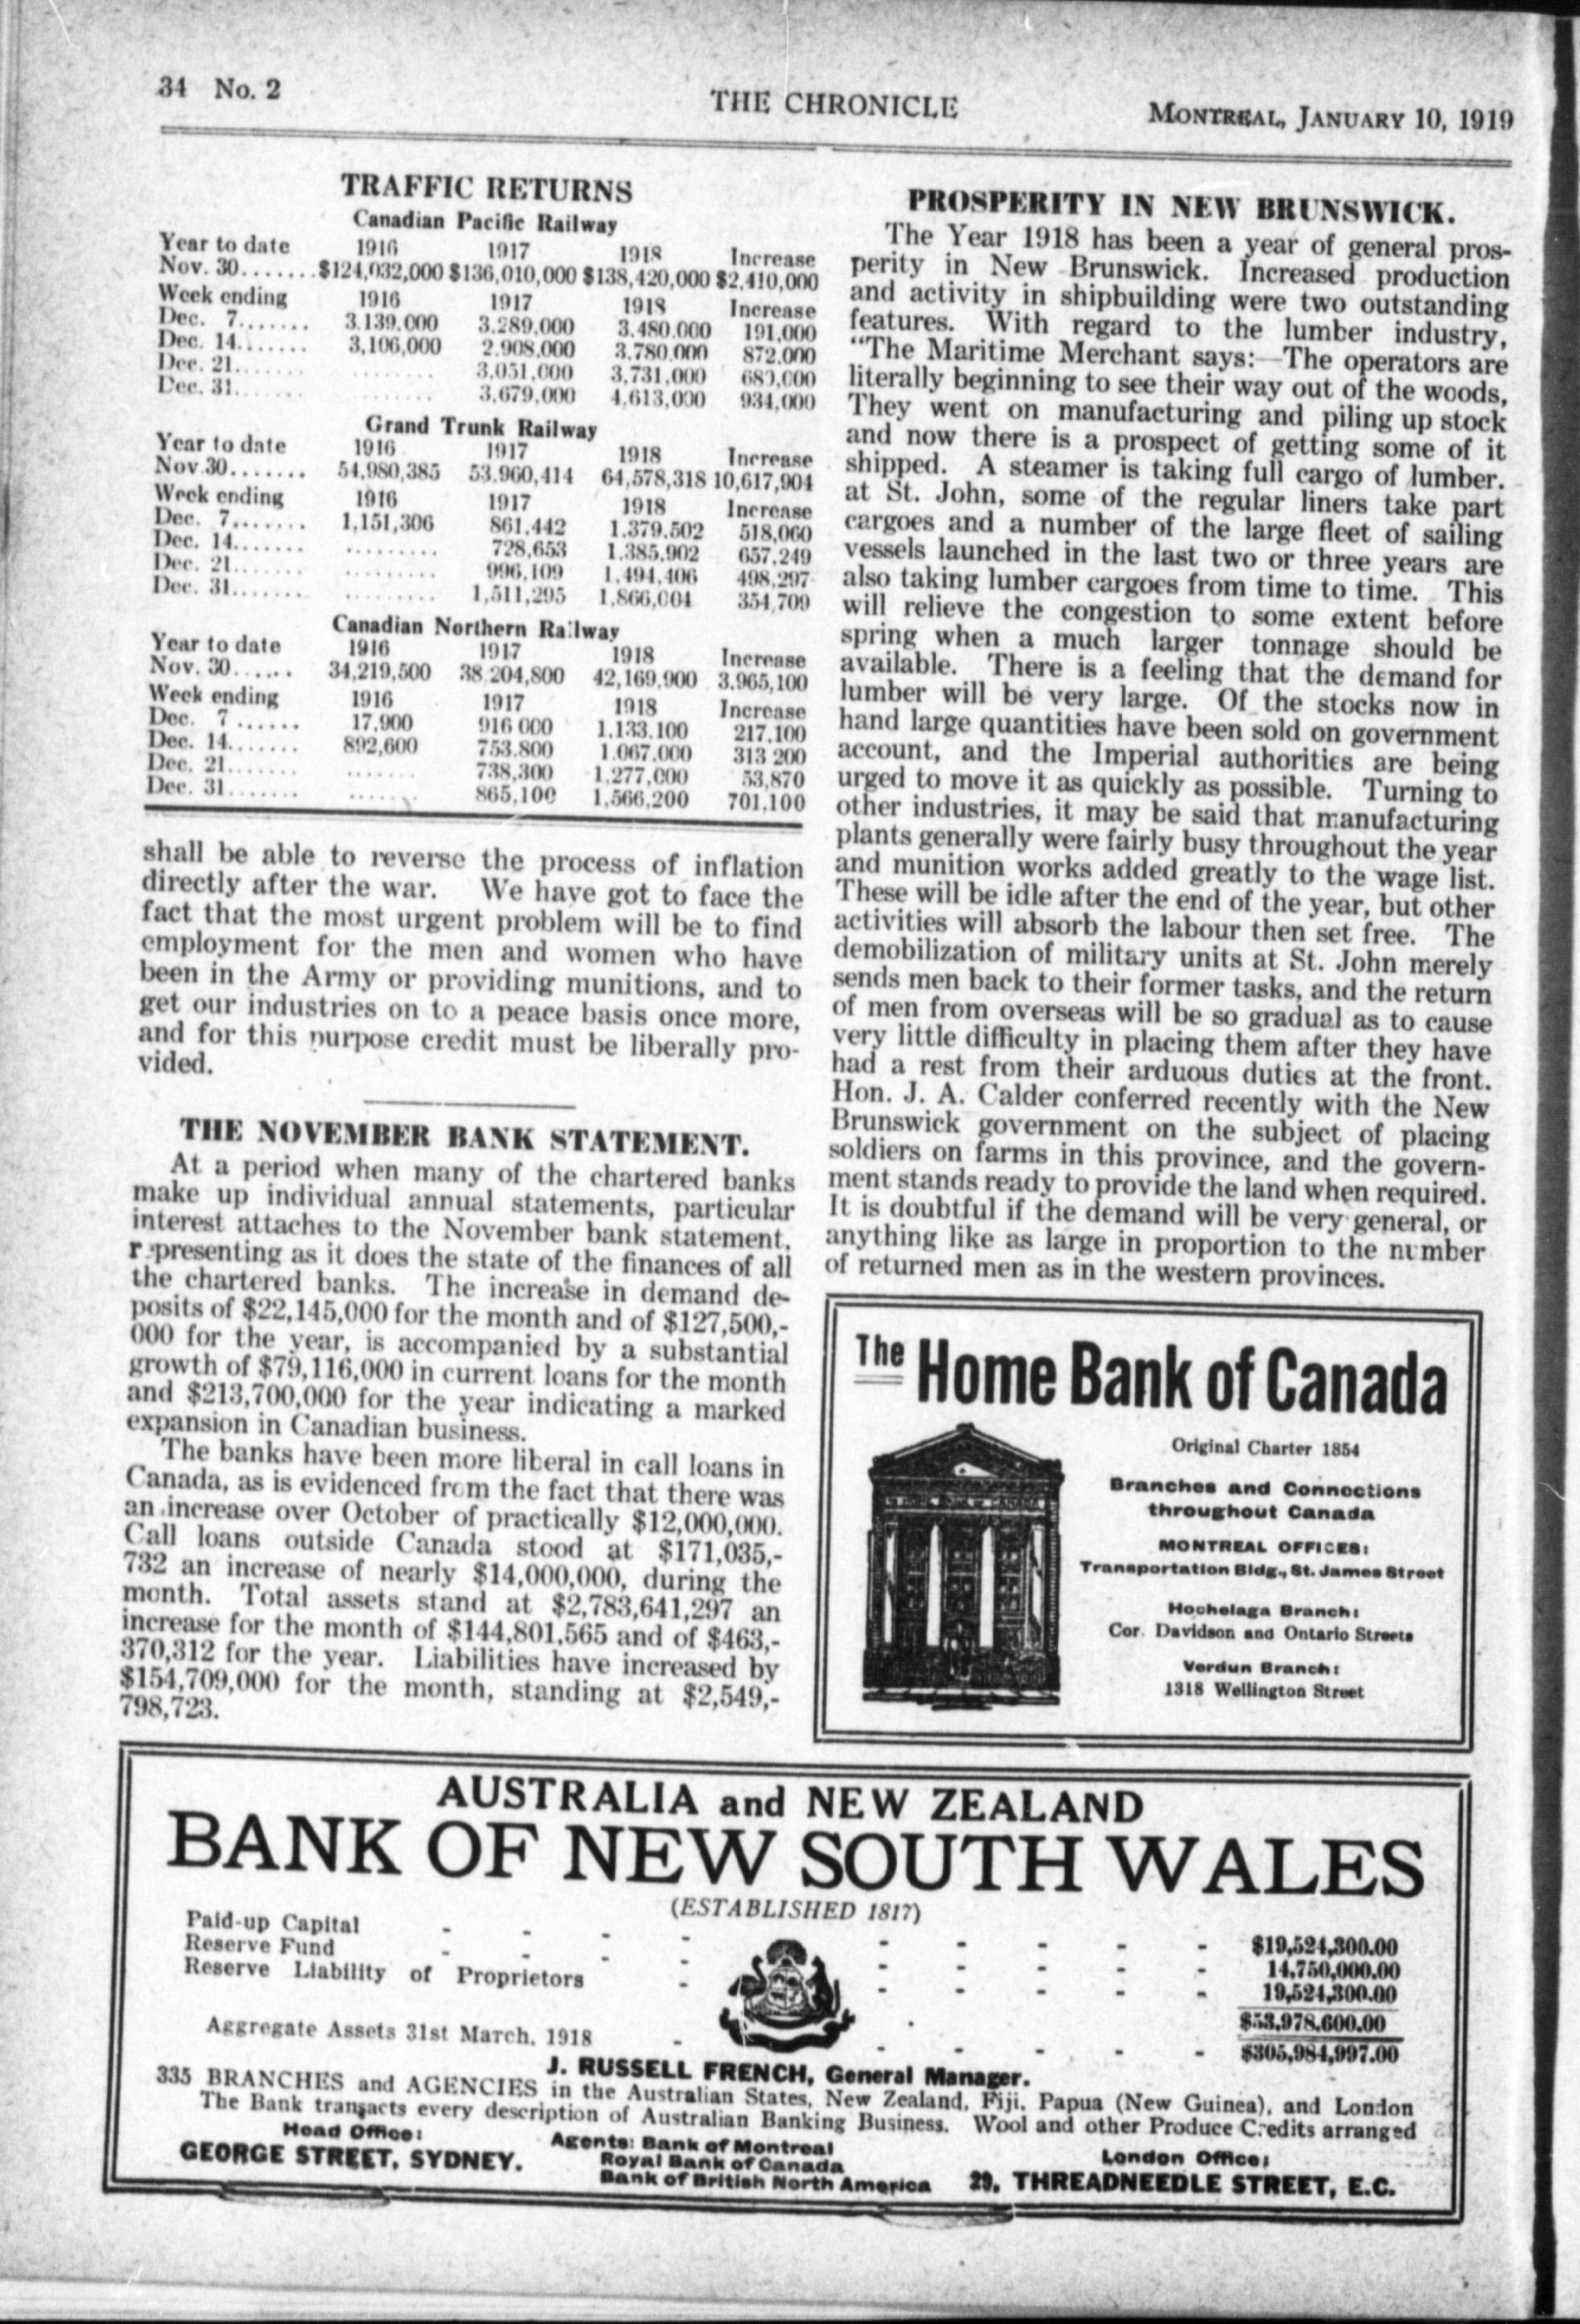 34 No. 2
THE CHRONICLE
MONTREAL, JANUARY 10, 1919
TRAFFIC RETURNS
Canadian Pacific Railway
Year to date 1916 1917 1918 Increase
Nov. 30.......$124,032,000 $136,010,000 $138,420,000 $2,410,000
Week ending 1916 1917 1918 Increase
Dec. 7....... 3.139.000 3.289,000 3.480.000 191,000
Dec. 14....... 3,106,000 2.908,000 3.780.000 872,000
Dec. 21....... ........ 3,051,000 3,731,000 680,000
Dec. 31....... ........ 3,679,000 4,613,000 934,000
Grand Trunk Railway
Year to date 1916 1917 1918 Increase
Nov.30....... 54,980,385 53.960,414 64,578,318 10,617,904
Week ending 1916 1917 1918 Increase
Dec. 7....... 1,151,306 861,442 1.379.502 518,060
Dec. 14....... ......... 728,653 1.385,902 657,249
Dec. 21....... ......... 996,109 1,494,406 498,297
Dec. 31....... ......... 1,511,295 1,866,004 354,709
Canadian Northern Railway
Year to date 1916 1917 1918 Increase
Nov. 30...... 34,219,500 38,204,800 42,169,900 3.965,100
Week ending 1916 1917 1918 Increase
Dec. 7 ...... 17,900 916 000 1,133,100 217,100
Dec. 14....... 892,600 753,800 1.067,000 313 200
Dec. 21....... ....... 738,300 1,277,000 53,870
Dec. 31....... ....... 865,100 1,566,200 701,100
shall be able to reverse the process of inflation
directly after the war. We have got to face the
fact that the most urgent problem will be to find
employment for the men and women who have
been in the Army or providing munitions, and to
get our industries on to a peace basis once more,
and for this purpose credit must be liberally pro-
vided.
THE NOVEMBER BANK STATEMENT.
At a period when many of the chartered banks
make up individual annual statements, particular
interest attaches to the November bank statement,
representing as it does the state of the finances of all
the chartered banks. The increase in demand de-
posits of $22,145,000 for the month and of $127,500,-
000 for the year, is accompanied by a substantial
growth of $79,116,000 in current loans for the month
and $213,700,000 for the year indicating a marked
expansion in Canadian business.
The banks have been more liberal in call loans in
Canada, as is evidenced from the fact that there was
an increase over October of practically $12,000,000.
Call loans outside Canada stood at $171,035,-
732 an increase of nearly $14,000,000, during the
month. Total assets stand at $2,783,641,297 an
increase for the month of $144,801,565 and of $463,-
370,312 for the year. Liabilities have increased by
$154,709,000 for the month, standing at $2,549,-
798,723.
PROSPERITY IN NEW BRUNSWICK.
The Year 1918 has been a year of general pros-
perity in New Brunswick. Increased production
and activity in shipbuilding were two outstanding
features. With regard to the lumber industry,
"The Maritime Merchant says:—The operators are
literally beginning to see their way out of the woods,
They went on manufacturing and piling up stock
and now there is a prospect of getting some of it
shipped. A steamer is taking full cargo of lumber.
at St. John, some of the regular liners take part
cargoes and a number of the large fleet of sailing
vessels launched in the last two or three years are
also taking lumber cargoes from time to time. This
will relieve the congestion to some extent before
spring when a much larger tonnage should be
available. There is a feeling that the demand for
lumber will be very large. Of the stocks now in
hand large quantities have been sold on government
account, and the Imperial authorities are being
urged to move it as quickly as possible. Turning to
other industries, it may be said that manufacturing
plants generally were fairly busy throughout the year
and munition works added greatly to the wage list.
These will be idle after the end of the year, but other
activities will absorb the labour then set free. The
demobilization of military units at St. John merely
sends men back to their former tasks, and the return
of men from overseas will be so gradual as to cause
very little difficulty in placing them after they have
had a rest from their arduous duties at the front.
Hon. J. A. Calder conferred recently with the New
Brunswick government on the subject of placing
soldiers on farms in this province, and the govern-
ment stands ready to provide the land when required.
It is doubtful if the demand will be very general, or
anything like as large in proportion to the number
of returned men as in the western provinces.
The Home Bank of Canada
Original Charter 1854
Branches and Connections
throughout Canada
MONTREAL OFFICES:
Transportation Bldg., St. James Street
Hochelaga Branch:
Cor. Davidson and Ontario Streets
Verdun Branch:
1318 Wellington Street
AUSTRALIA and NEW ZEALAND
BANK OF NEW SOUTH WALES
(ESTABLISHED 1817)
Paid-up Capital - - - - - - - - - $19,524,300.00
Reserve Fund - - - - - - - - - 14,750,000.00
Reserve Liability of Proprietors - - - - - - 19,524,300.00
$53,978,600.00
Aggregate Assets 31st March, 1918 - - - - - - $305,984,997.00
J. RUSSELL FRENCH, General Manager.
335 BRANCHES and AGENCIES in the Australian States, New Zealand, Fiji, Papua (New Guinea), and London
The Bank transacts every description of Australian Banking Business. Wool and other Produce Credits arranged
Head Office:
GEORGE STREET, SYDNEY.
Agents: Bank of Montreal
Royal Bank of Canada
Bank of British North America
London Office:
29, THREADNEEDLE STREET, E.C.